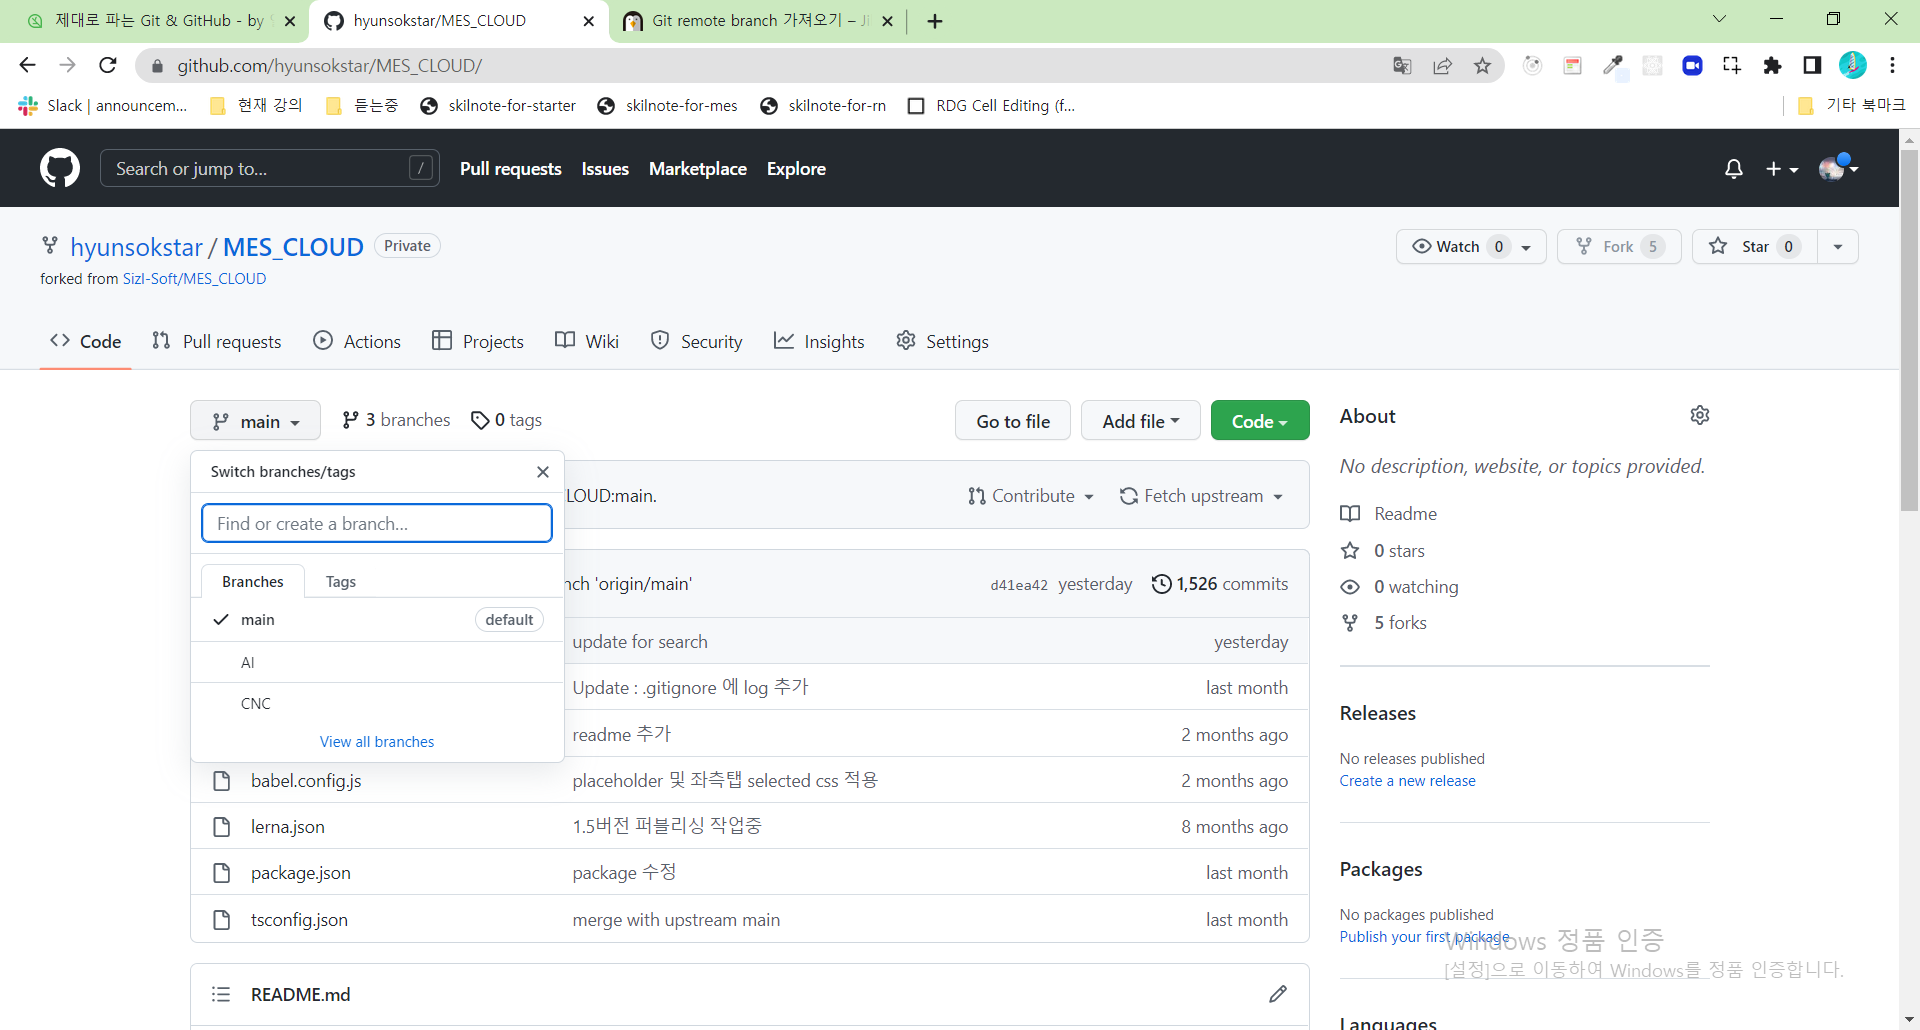 제대로 파는 Git & GitHub - by
hyunsokstar/MES_CLOUD
Git remote branch 가져오기 –
github.com/hyunsokstar/MES_CLOUD/
Slack | announcem...
현재 강의
듣는중
skilnote-for-starter
skilnote-for-mes
skilnote-for-rn
RDG Cell Editing (f...
기타 북마크
Search or jump to...
/
Pull requests
Issues
Marketplace
Explore
hyunsokstar / MES_CLOUD
Private
Watch 0
Fork 5
Star 0
forked from Sizl-Soft/MES_CLOUD
Code
Pull requests
Actions
Projects
Wiki
Security
Insights
Settings
main
3 branches
0 tags
Go to file
Add file
Code
Switch branches/tags
Find or create a branch...
Branches
Tags
main
default
AI
CNC
View all branches
LOUD:main.
Contribute
Fetch upstream
nch 'origin/main'
d41ea42
yesterday
1,526 commits
update for search
yesterday
Update : .gitignore 에 log 추가
last month
readme 추가
2 months ago
babel.config.js
placeholder 및 좌측탭 selected css 적용
2 months ago
lerna.json
1.5버전 퍼블리싱 작업중
8 months ago
package.json
package 수정
last month
tsconfig.json
merge with upstream main
last month
README.md
About
No description, website, or topics provided.
Readme
0 stars
0 watching
5 forks
Releases
No releases published
Create a new release
Packages
No packages published
Publish your first package
Windows 정품 인증
[설정]으로 이동하여 Windows를 정품 인증합니다.
Languages